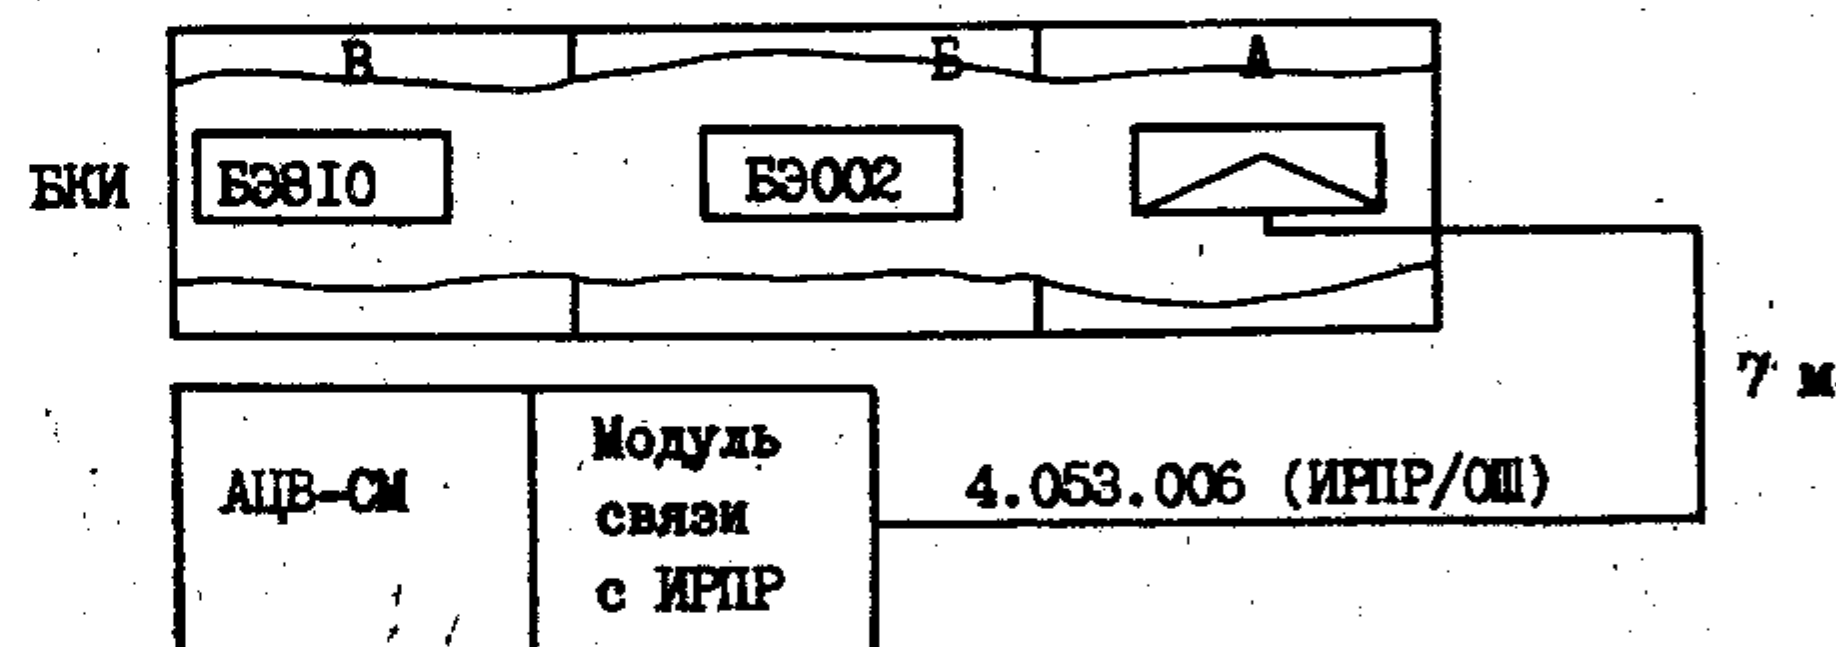 В Б А
БКИ БЭ810 БЭ002
7 м
АЦВ-СМ
Модуль
связи
с ИРПР
4.053.006 (ИРПР/ОШ)